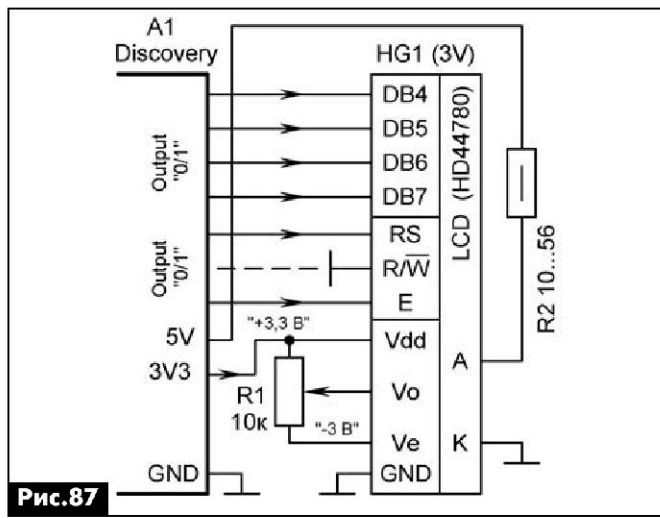 A1
Discovery
HG1 (3V)
DB4
DB5
DB6
DB7
Output
"0/1"
RS
R/W̅
E
Output
"0/1"
LCD (HD44780)
R2 10...56
5V
"+3,3 В"
Vdd
3V3
R1
10к
Vo
A
"-3 В"
Ve
K
GND
GND
Рис.87